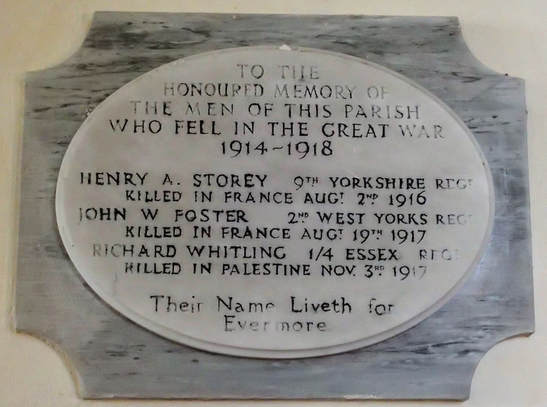 TO THE
HONOURED MEMORY OF
THE MEN OF THIS PARISH
WHO FELL IN THE GREAT WAR
1914~1918
HENRY A. STOREY 9TH YORKSHIRE REGT
KILLED IN FRANCE AUGT 2ND 1916
JOHN W FOSTER 2ND WEST YORKS REGT
KILLED IN FRANCE AUGT 19TH 1917
RICHARD WHITLING 1/4 ESSEX REGT
KILLED IN PALESTINE NOV. 3RD 1917
Their Name Liveth for
Evermore